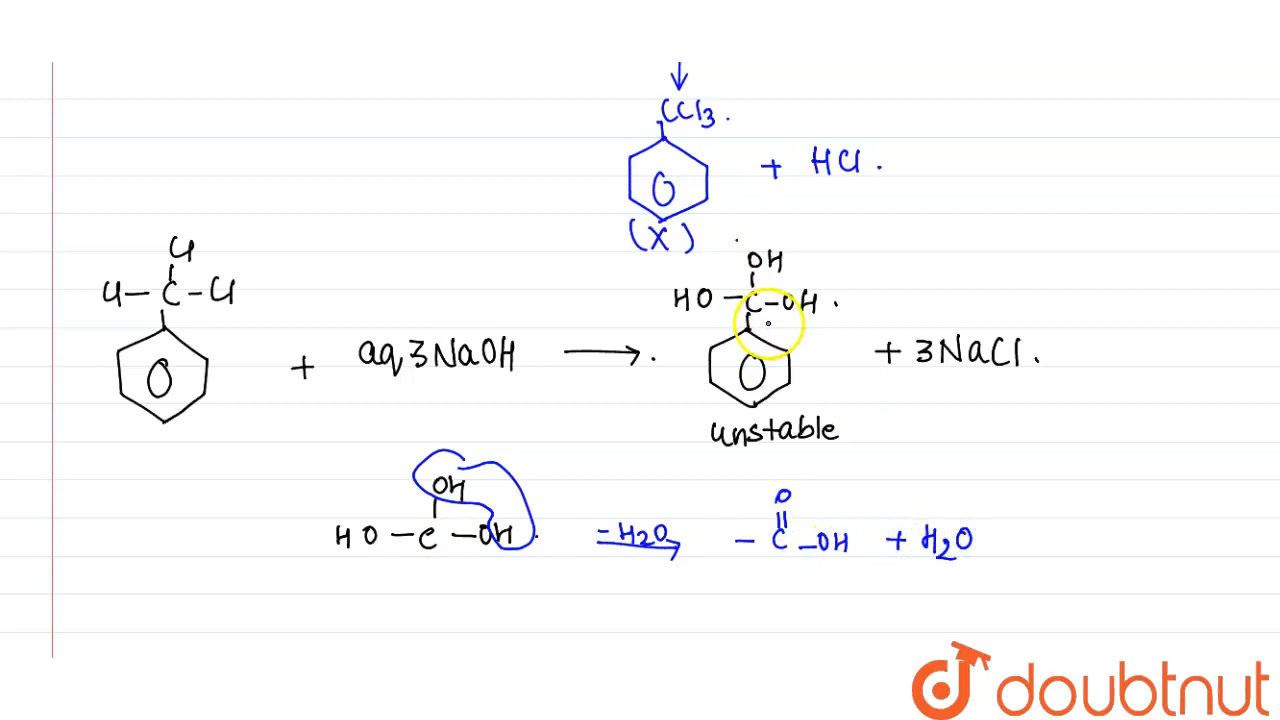 CCl3.
+ HCl.
(X)
Cl
Cl-C-Cl
+ aq 3NaOH
OH
HO-C-OH.
+ 3NaCl.
unstable
OH
HO-C-OH.
-H2O
O
-C-OH + H2O
doubtnut